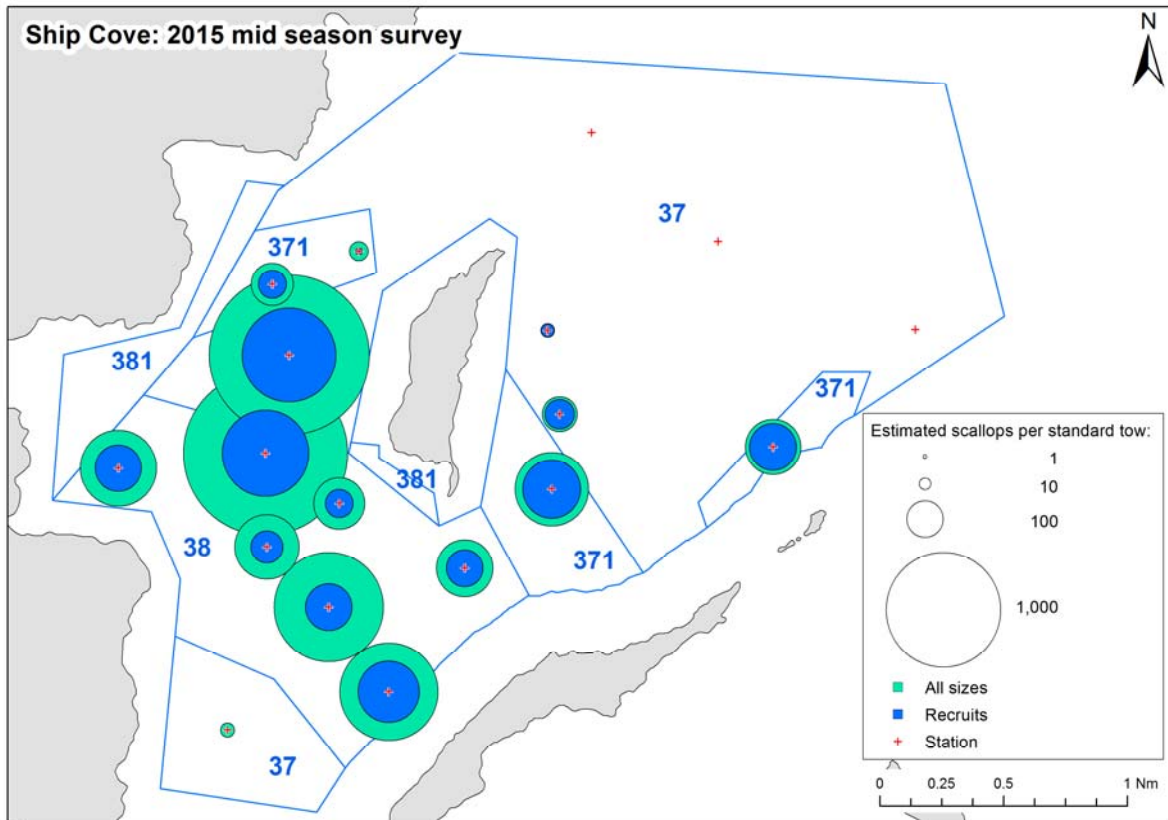 Ship Cove: 2015 mid season survey
N
37
371
381
371
381
38
371
37
Estimated scallops per standard tow:
1
10
100
1,000
All sizes
Recruits
Station
0 0.25 0.5 1 Nm